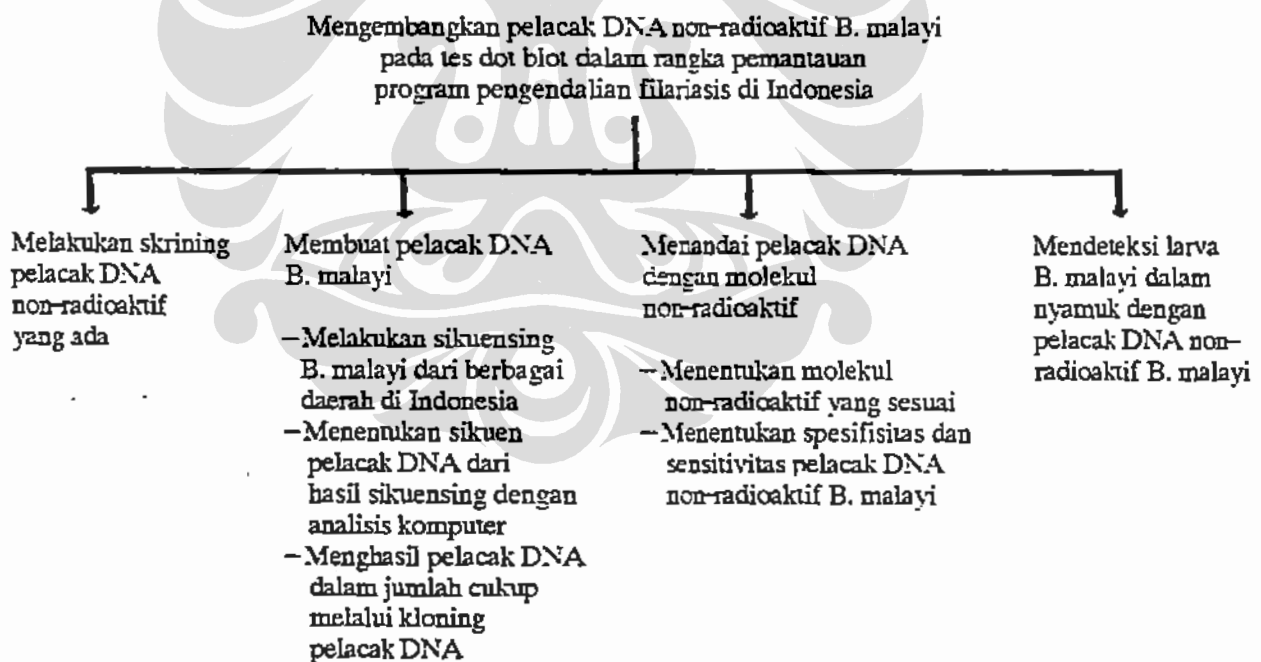 Mengembangkan pelacak DNA non-radioaktif B. malayi
pada tes dot blot dalam rangka pemantauan
program pengendalian filariasis di Indonesia
Melakukan skrining
pelacak DNA
non-radioaktif
yang ada
Membuat pelacak DNA
B. malayi
–Melakukan sikuensing
B. malayi dari berbagai
daerah di Indonesia
–Menentukan sikuen
pelacak DNA dari
hasil sikuensing dengan
analisis komputer
–Menghasil pelacak DNA
dalam jumlah cukup
melalui kloning
pelacak DNA
Menandai pelacak DNA
dengan molekul
non-radioaktif
–Menentukan molekul
non-radioaktif yang sesuai
–Menentukan spesifisitas dan
sensitivitas pelacak DNA
non-radioaktif B. malayi
Mendeteksi larva
B. malayi dalam
nyamuk dengan
pelacak DNA non–
radioaktif B. malayi